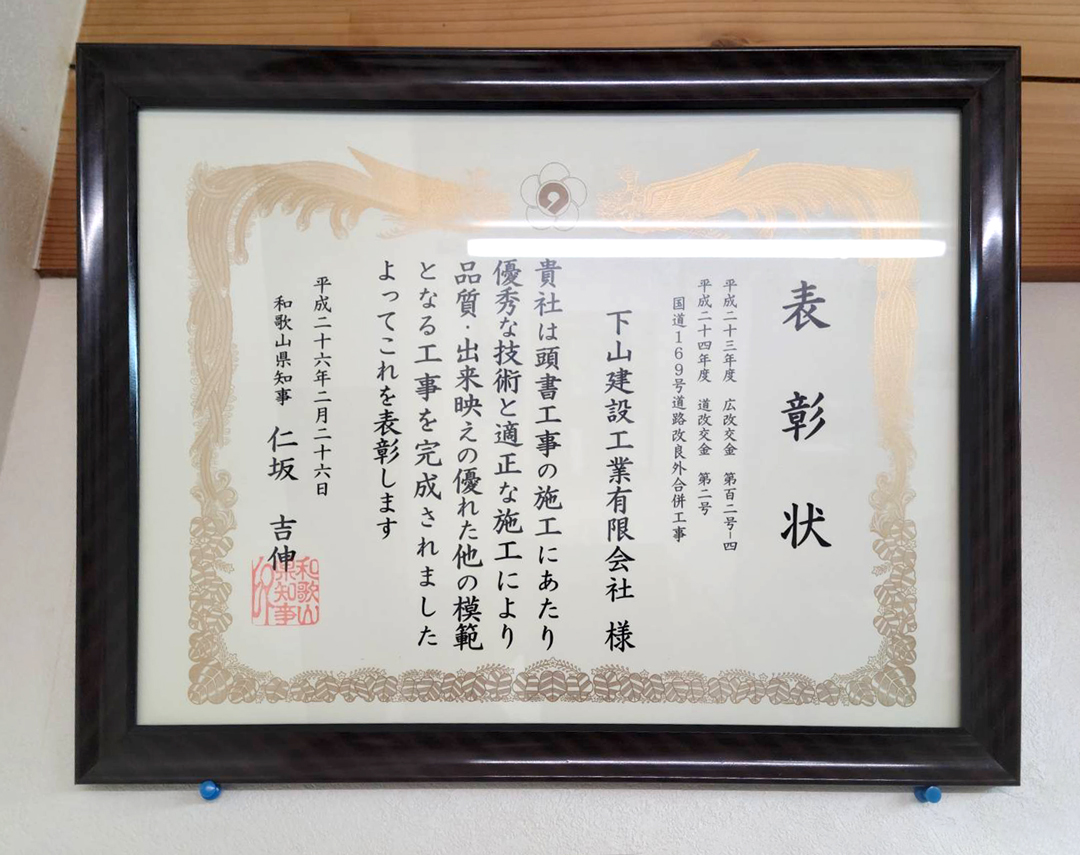 表彰状
平成二十三年度 広改交金 第百二号-四
平成二十四年度 道改交金 第二号
国道169号道路改良外合併工事
下山建設工業有限会社 様
貴社は頭書工事の施工にあたり
優秀な技術と適正な施工により
品質・出来映えの優れた他の模範
となる工事を完成されました
よってこれを表彰します
平成二十六年二月二十六日
和歌山県知事 仁坂 吉伸
和歌山
県知事
印